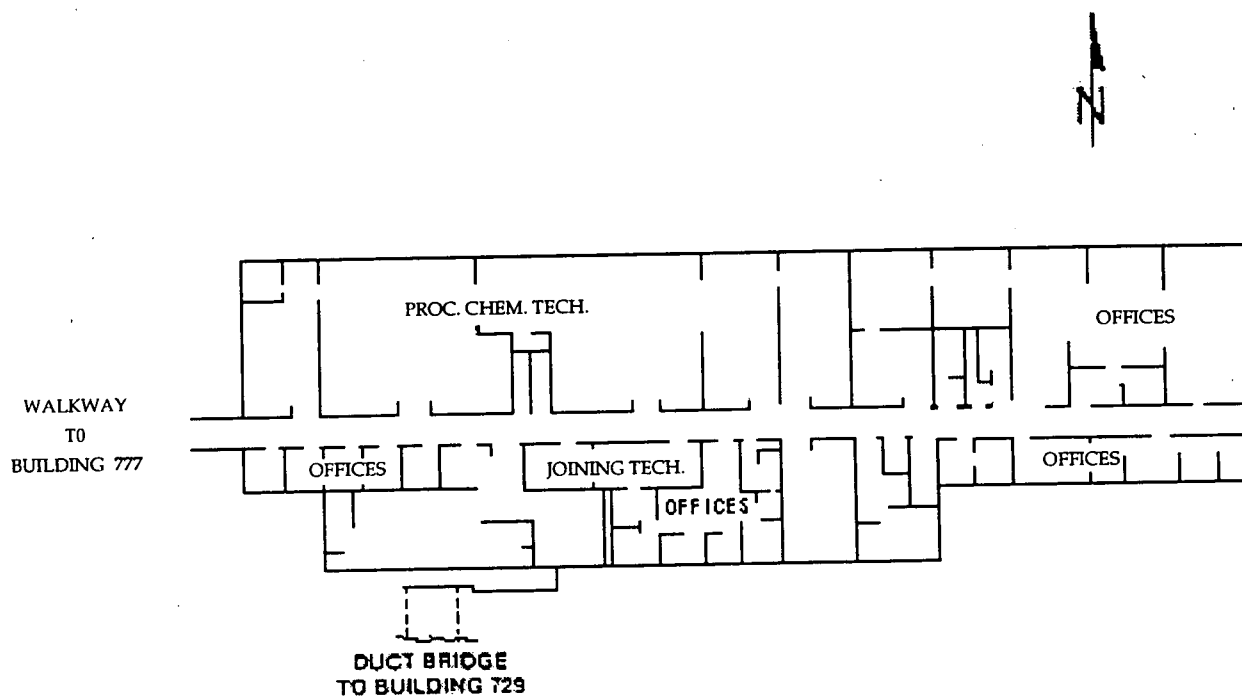 N
PROC. CHEM. TECH.
OFFICES
WALKWAY
TO
BUILDING 777
OFFICES
JOINING TECH.
OFFICES
OFFICES
DUCT BRIDGE
TO BUILDING 729